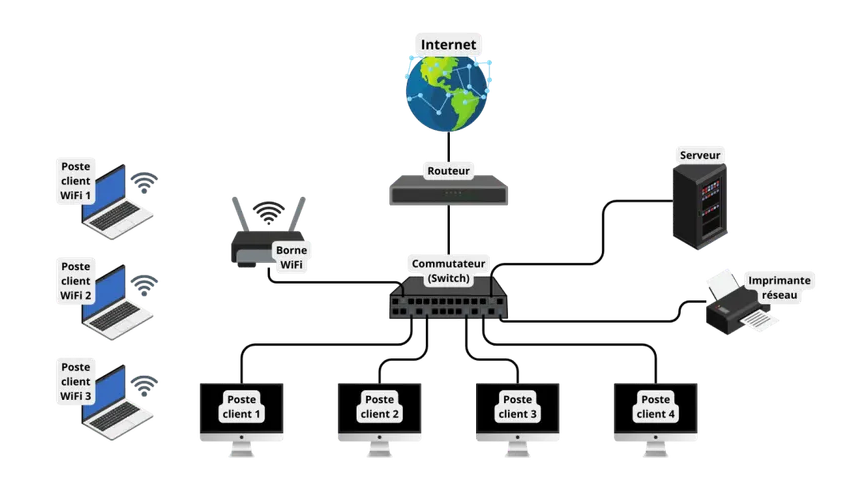 Internet
Routeur
Serveur
Poste
client
WiFi 1
Borne
WiFi
Commutateur
(Switch)
Poste
client
WiFi 2
Imprimante
réseau
Poste
client
WiFi 3
Poste
client 1
Poste
client 2
Poste
client 3
Poste
client 4